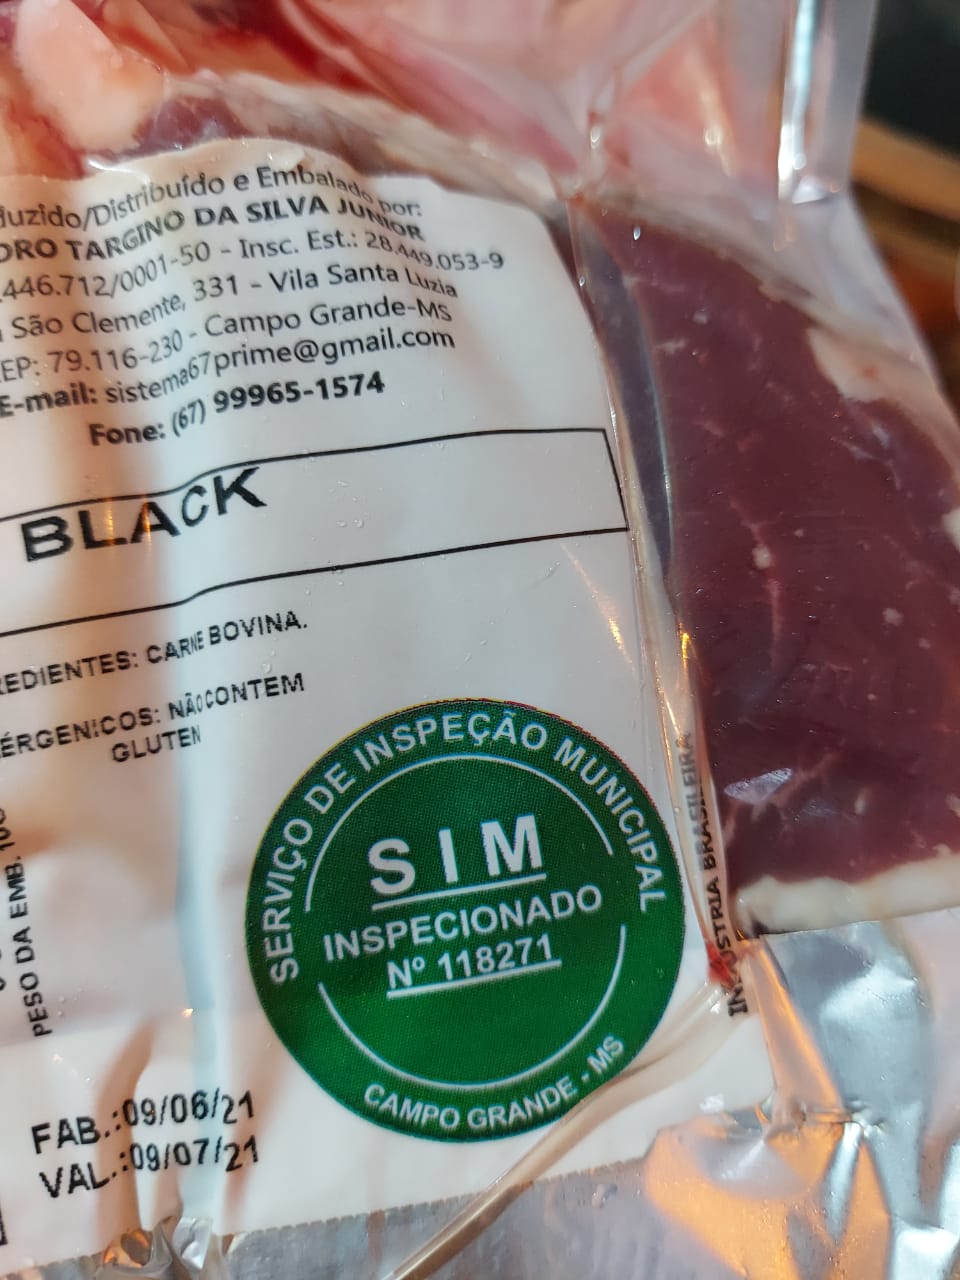 duzido/Distribuído e Embalado por:
DRO TARGINO DA SILVA JUNIOR
.446.712/0001-50 - Insc. Est.: 28.449.053-9
São Clemente, 331 - Vila Santa Luzia
EP: 79.116-230 - Campo Grande-MS
E-mail: sistema67prime@gmail.com
Fone: (67) 99965-1574
BLACK
REDIENTES: CARNE BOVINA.
ÉRGENICOS: NÃO CONTEM
GLUTEN
PESO DA EMB.
SERVIÇO DE INSPEÇÃO MUNICIPAL
SIM
INSPECIONADO
Nº 118271
CAMPO GRANDE - MS
INDUSTRIA BRASILEIRA
FAB.:09/06/21
VAL.:09/07/21